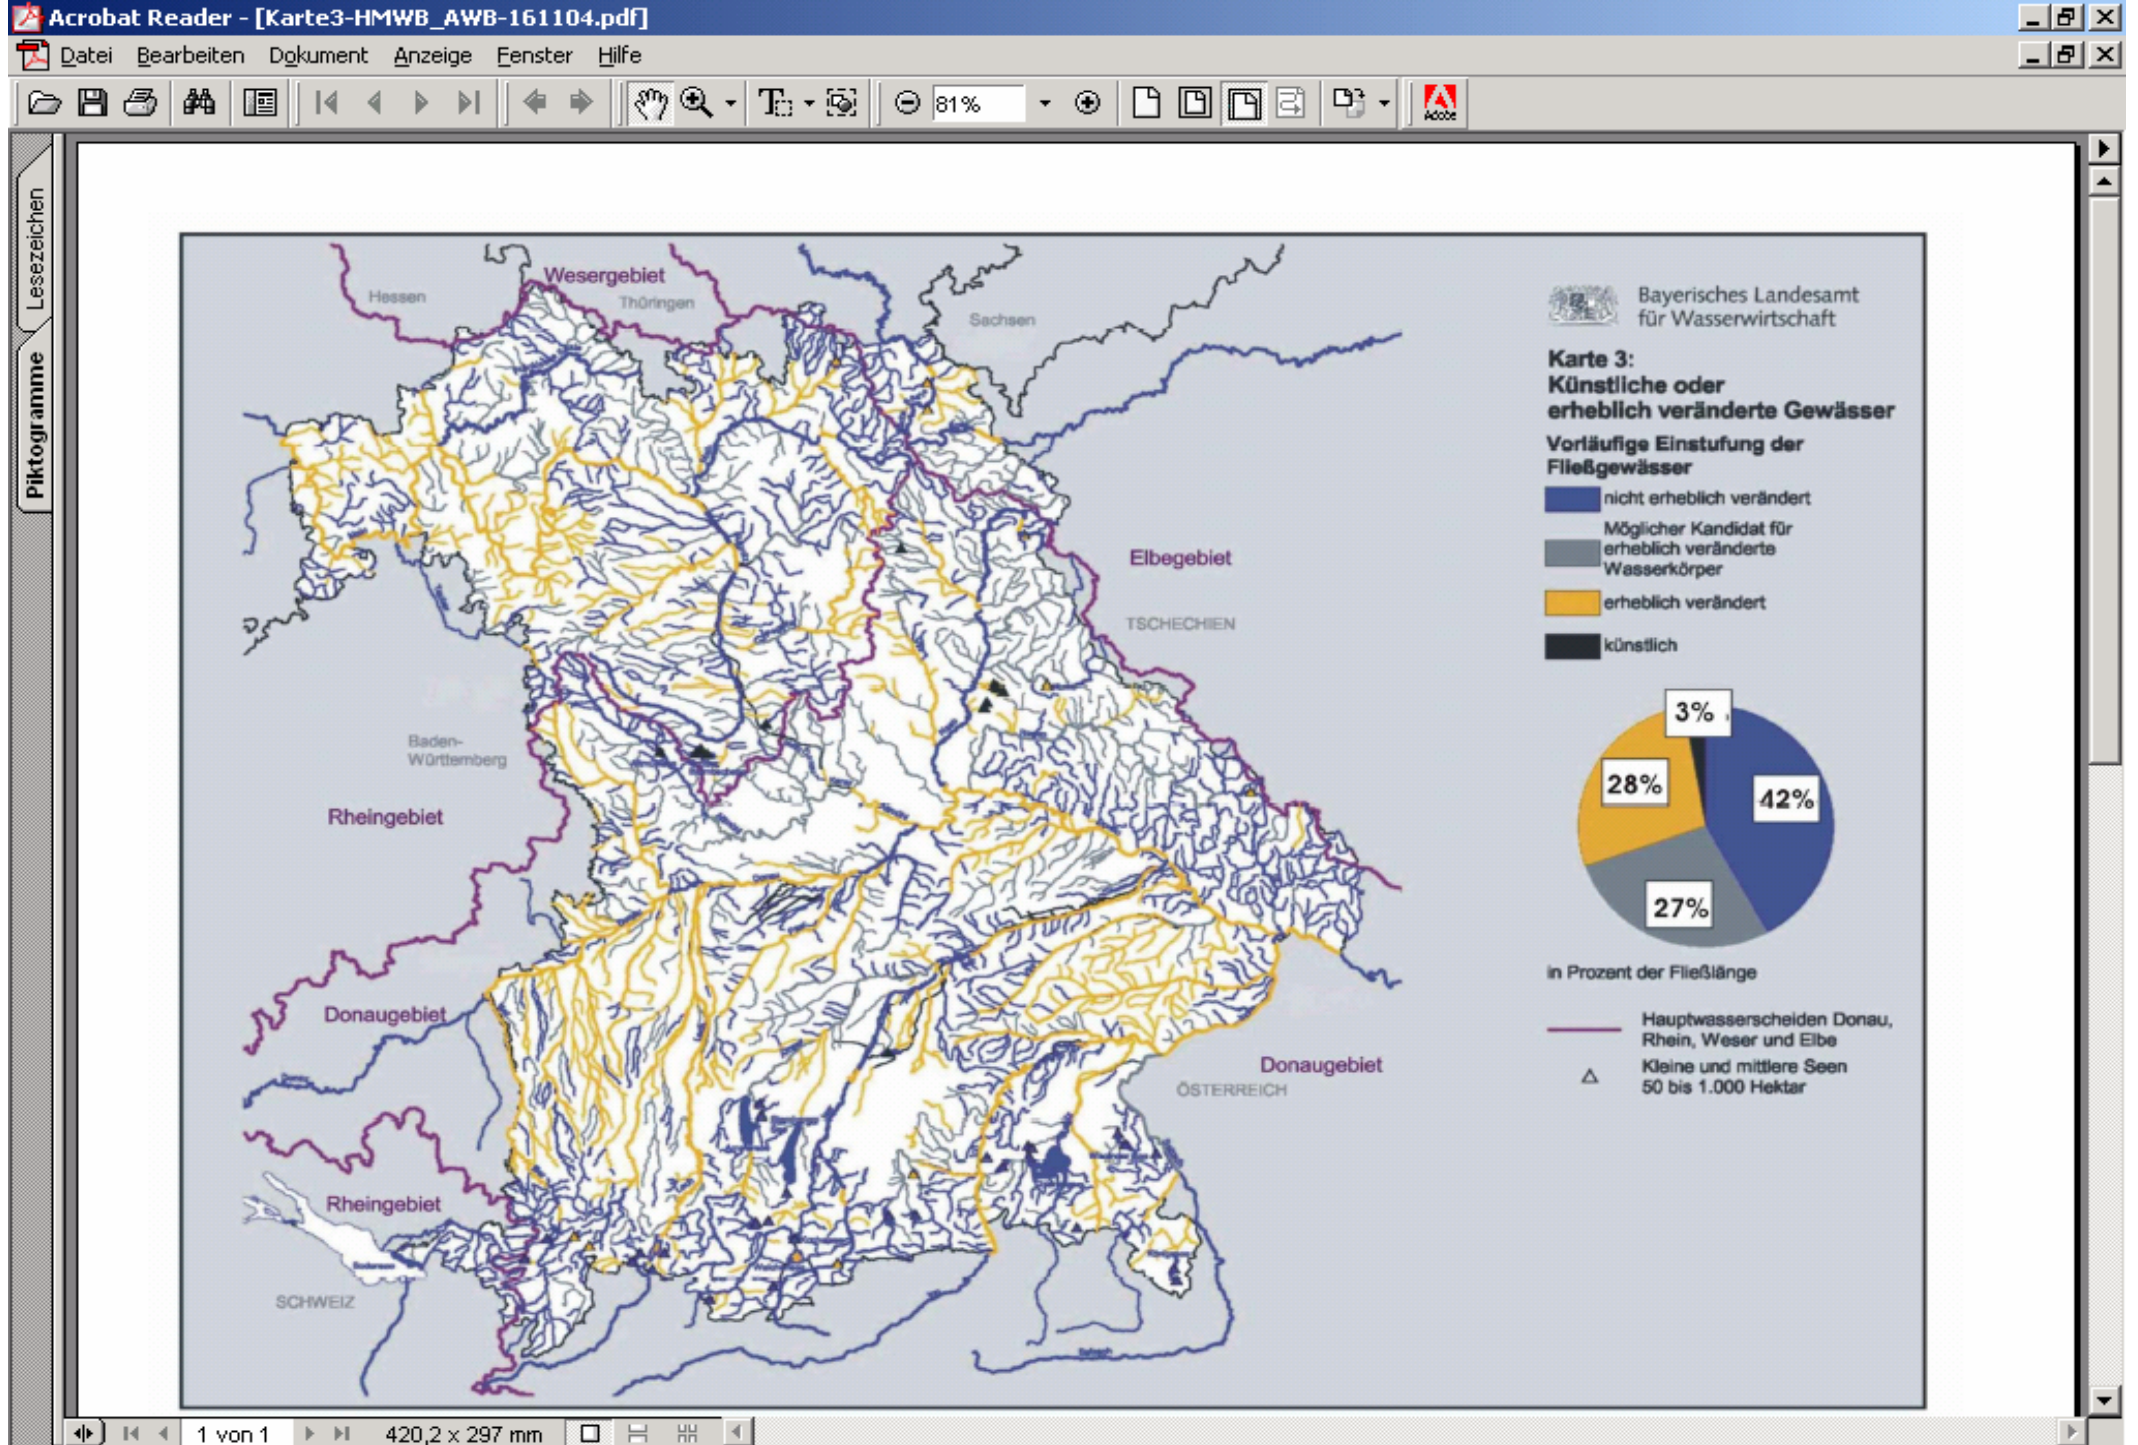 Acrobat Reader - [Karte3-HMWB_AWB-161104.pdf]
Datei Bearbeiten Dokument Anzeige Fenster Hilfe
81%
Adobe
Lesezeichen
Piktogramme
Wesergebiet
Hessen
Thüringen
Sachsen
Elbegebiet
TSCHECHIEN
Baden-
Württemberg
Rheingebiet
Donaugebiet
Donaugebiet
ÖSTERREICH
Rheingebiet
Bodensee
SCHWEIZ
Bayerisches Landesamt
für Wasserwirtschaft
Karte 3:
Künstliche oder
erheblich veränderte Gewässer
Vorläufige Einstufung der
Fließgewässer
nicht erheblich verändert
Möglicher Kandidat für
erheblich veränderte
Wasserkörper
erheblich verändert
künstlich
3%
28%
42%
27%
in Prozent der Fließlänge
Hauptwasserscheiden Donau,
Rhein, Weser und Elbe
Kleine und mittlere Seen
50 bis 1.000 Hektar
1 von 1
420,2 x 297 mm